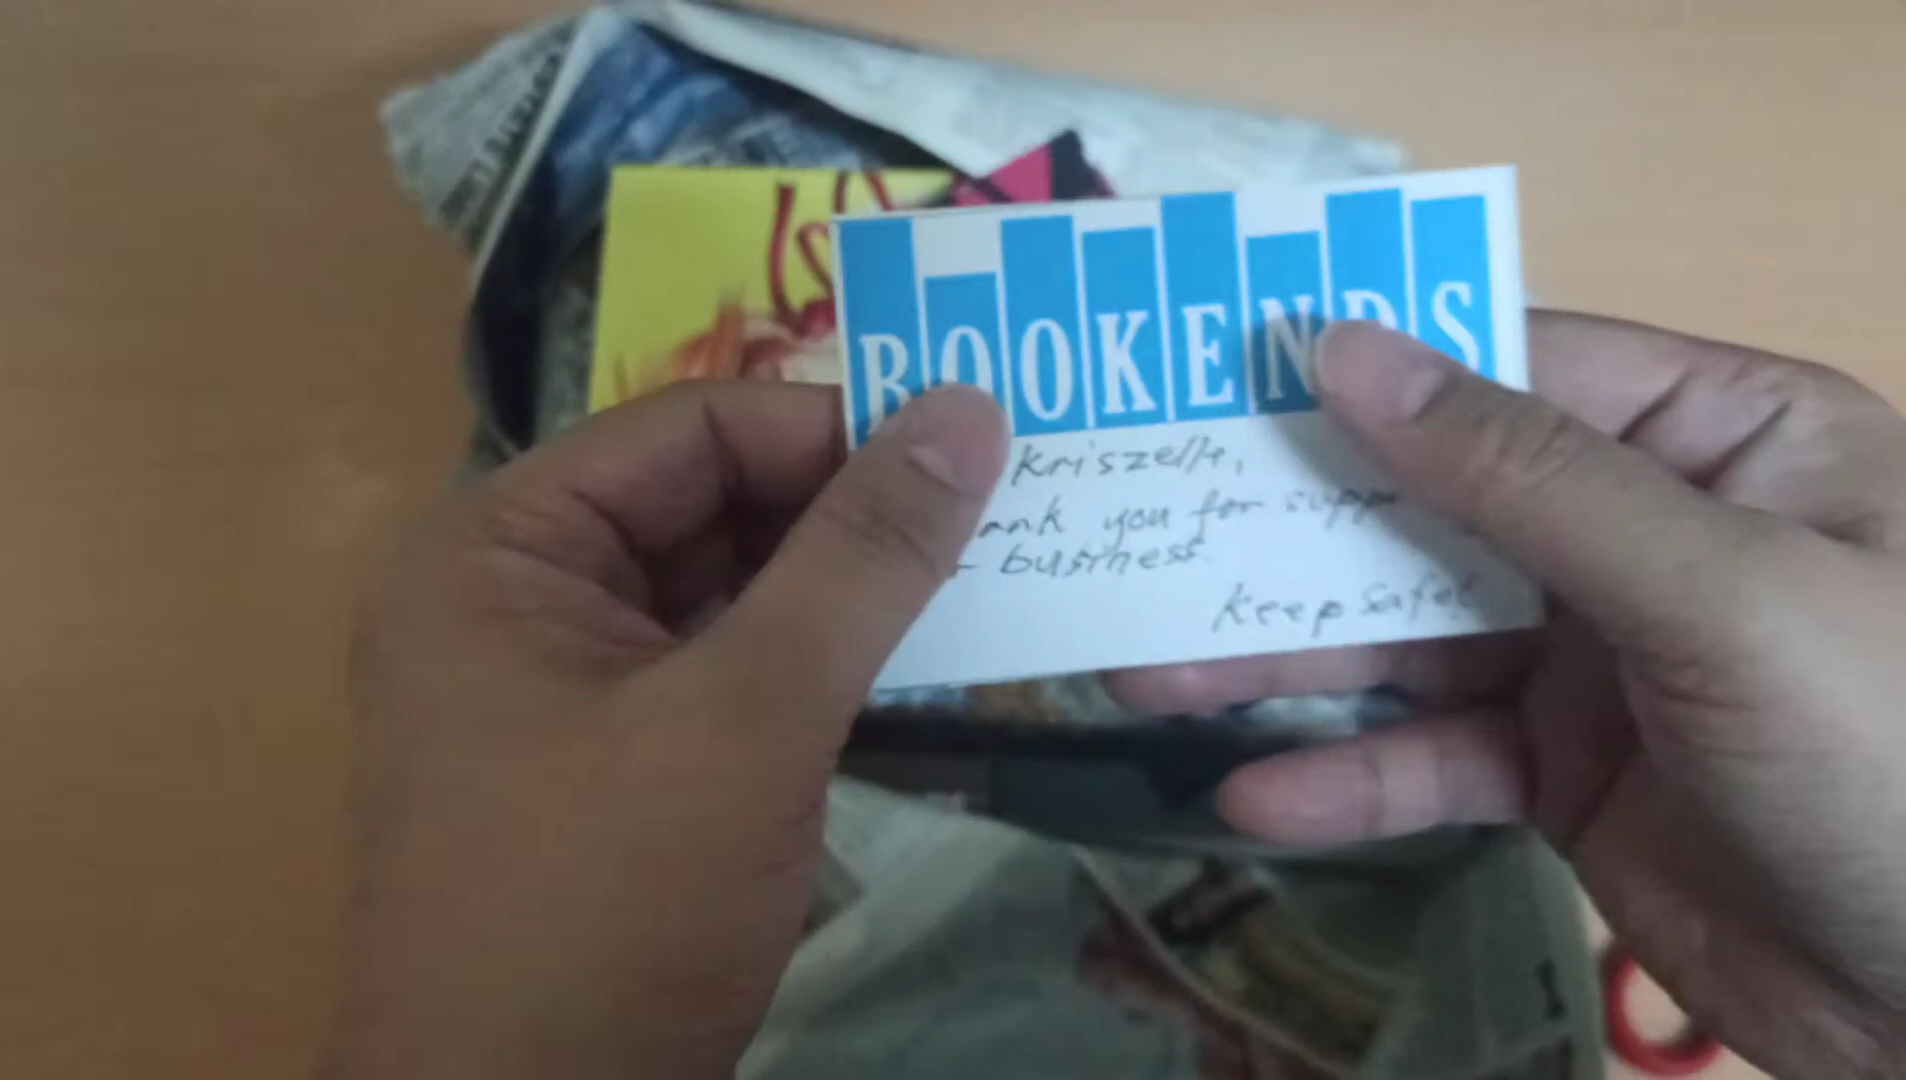 BOOKENDS
Kriszelle,
ank you for supp
business.
Keep safe!